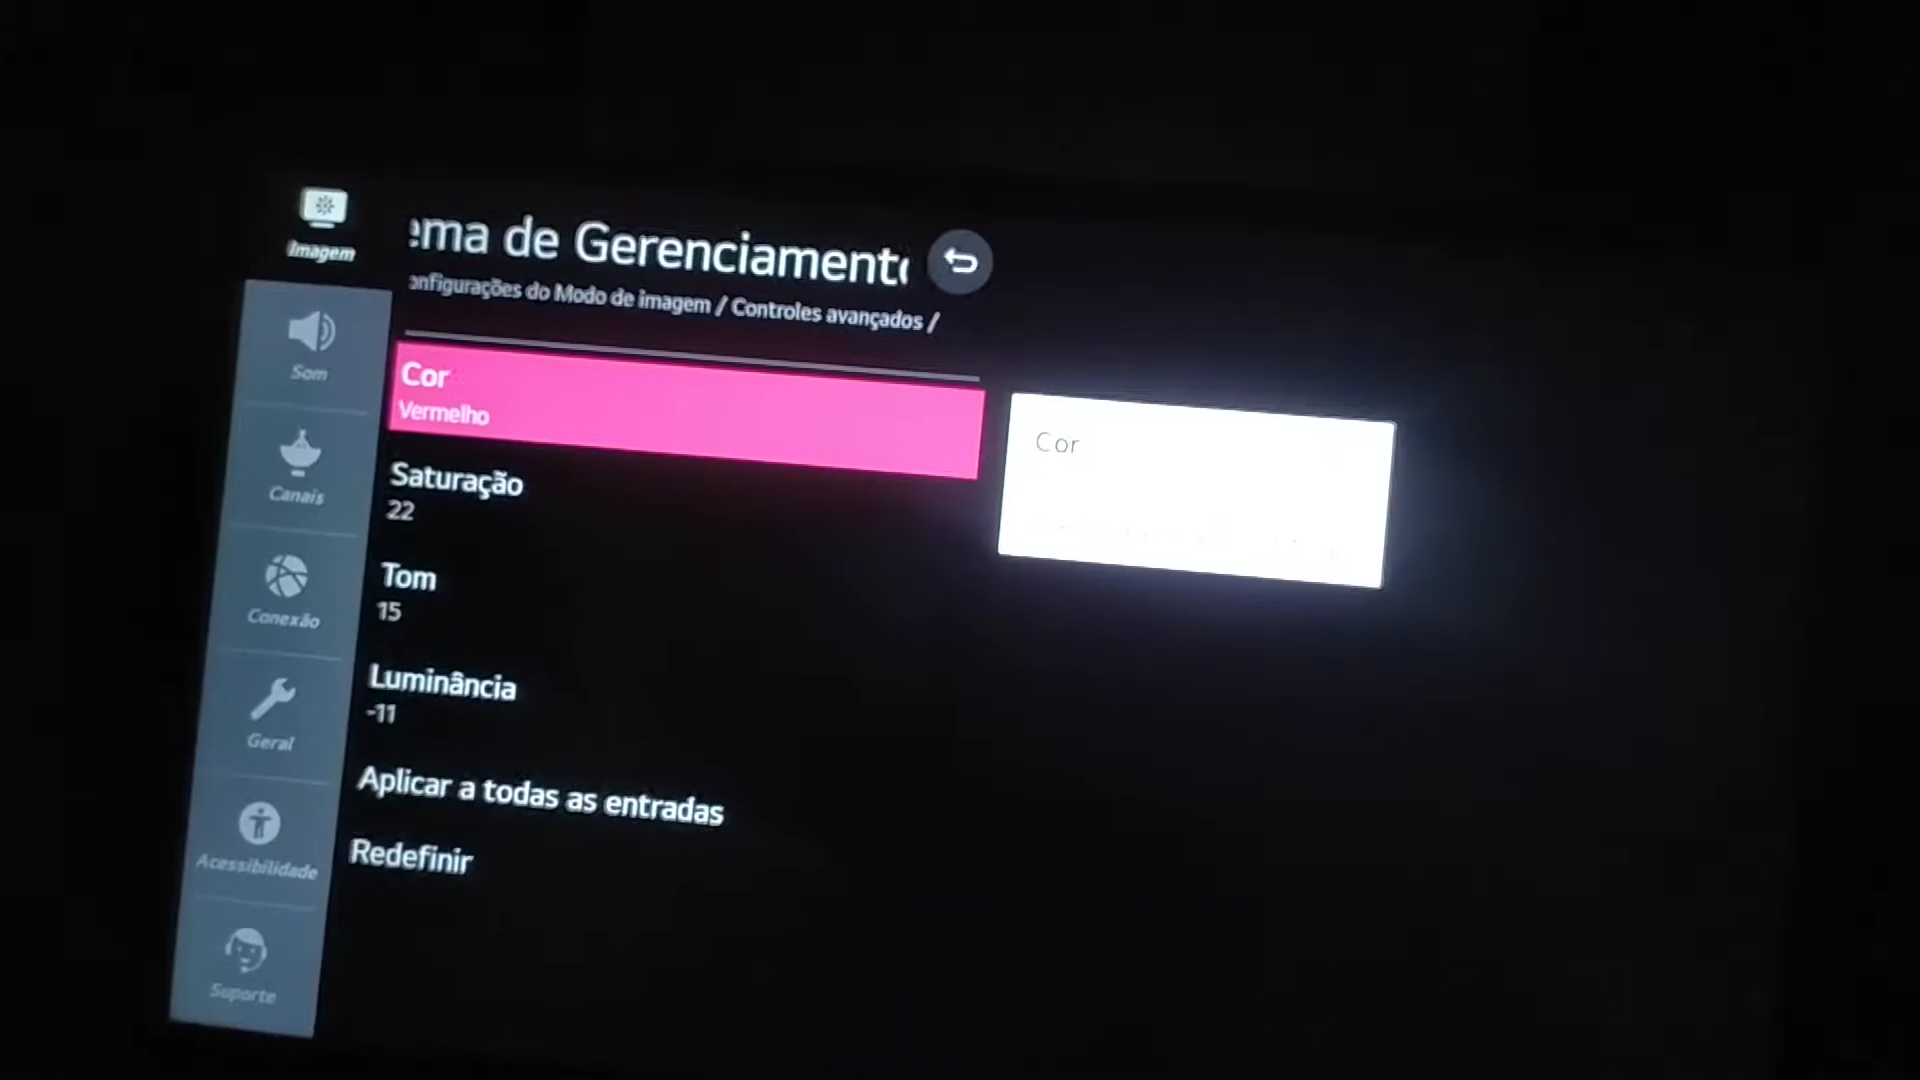 Imagem
ma de Gerenciament
onfigurações do Modo de imagem / Controles avançados /
Som
Cor
Vermelho
Cor
Canais
Saturação
22
Conexão
Tom
15
Geral
Luminância
-11
Acessibilidade
Aplicar a todas as entradas
Redefinir
Suporte